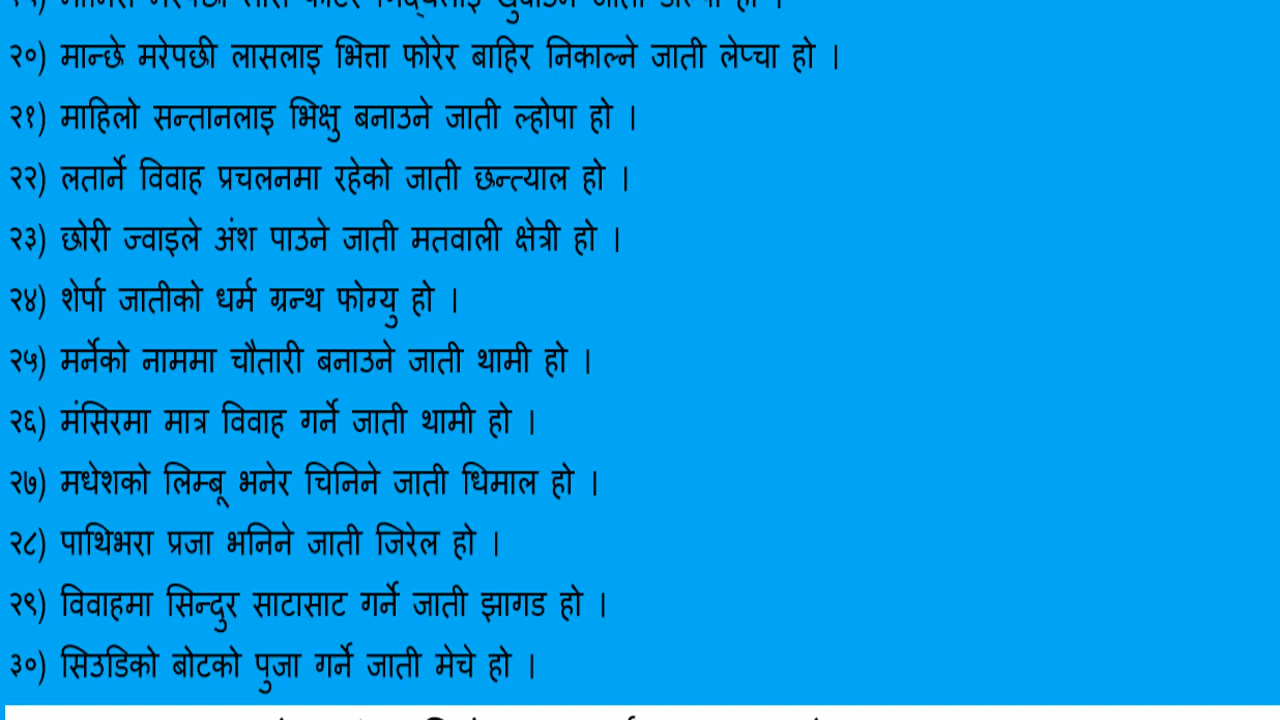 २०) मान्छे मरेपछी लासलाइ भित्ता फोरेर बाहिर निकाल्ने जाती लेप्चा हो ।
२१) माहिलो सन्तानलाइ भिक्षु बनाउने जाती ल्होपा हो ।
२२) लतार्ने विवाह प्रचलनमा रहेको जाती छन्त्याल हो ।
२३) छोरी ज्वाइले अंश पाउने जाती मतवाली क्षेत्री हो ।
२४) शेर्पा जातीको धर्म ग्रन्थ फोग्यु हो ।
२५) मर्नेको नाममा चौतारी बनाउने जाती थामी हो ।
२६) मंसिरमा मात्र विवाह गर्ने जाती थामी हो ।
२७) मधेशको लिम्बू भनेर चिनिने जाती धिमाल हो ।
२८) पाथिभरा प्रजा भनिने जाती जिरेल हो ।
२९) विवाहमा सिन्दुर साटासाट गर्ने जाती झागड हो ।
३०) सिउडिको बोटको पुजा गर्ने जाती मेचे हो ।